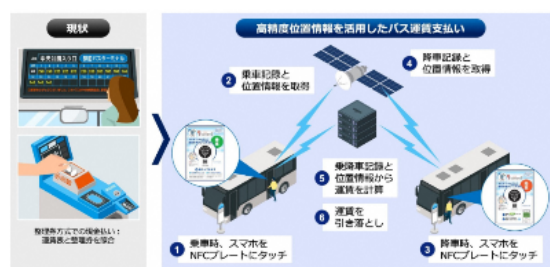 現状
整理券方式での現金払い：
運賃表と整理券を照合
高精度位置情報を活用したバス運賃支払い
2 乗車記録と
位置情報を取得
4 降車記録と
位置情報を取得
5 乗降車記録と
位置情報から
運賃を計算
6 運賃を
引き落とし
1 乗車時、スマホを
NFCプレートにタッチ
3 降車時、スマホを
NFCプレートにタッチ